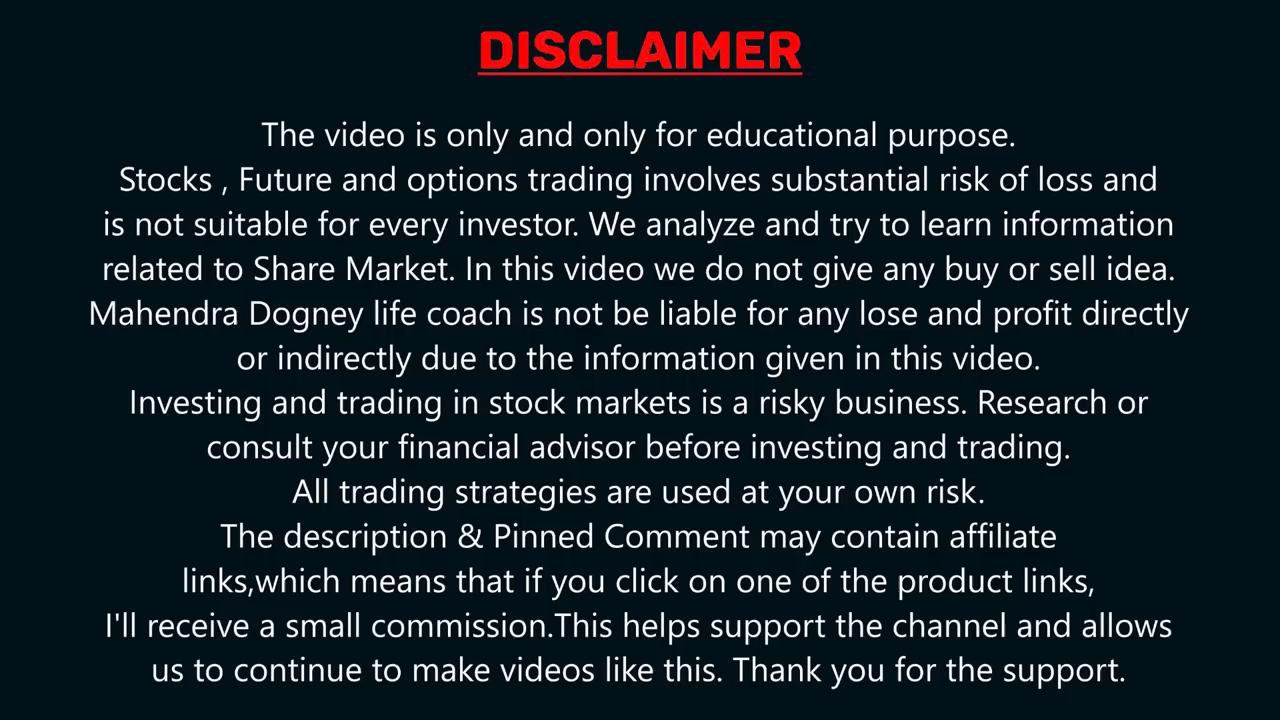 DISCLAIMER
The video is only and only for educational purpose.
Stocks , Future and options trading involves substantial risk of loss and
is not suitable for every investor. We analyze and try to learn information
related to Share Market. In this video we do not give any buy or sell idea.
Mahendra Dogney life coach is not be liable for any lose and profit directly
or indirectly due to the information given in this video.
Investing and trading in stock markets is a risky business. Research or
consult your financial advisor before investing and trading.
All trading strategies are used at your own risk.
The description & Pinned Comment may contain affiliate
links,which means that if you click on one of the product links,
I'll receive a small commission.This helps support the channel and allows
us to continue to make videos like this. Thank you for the support.